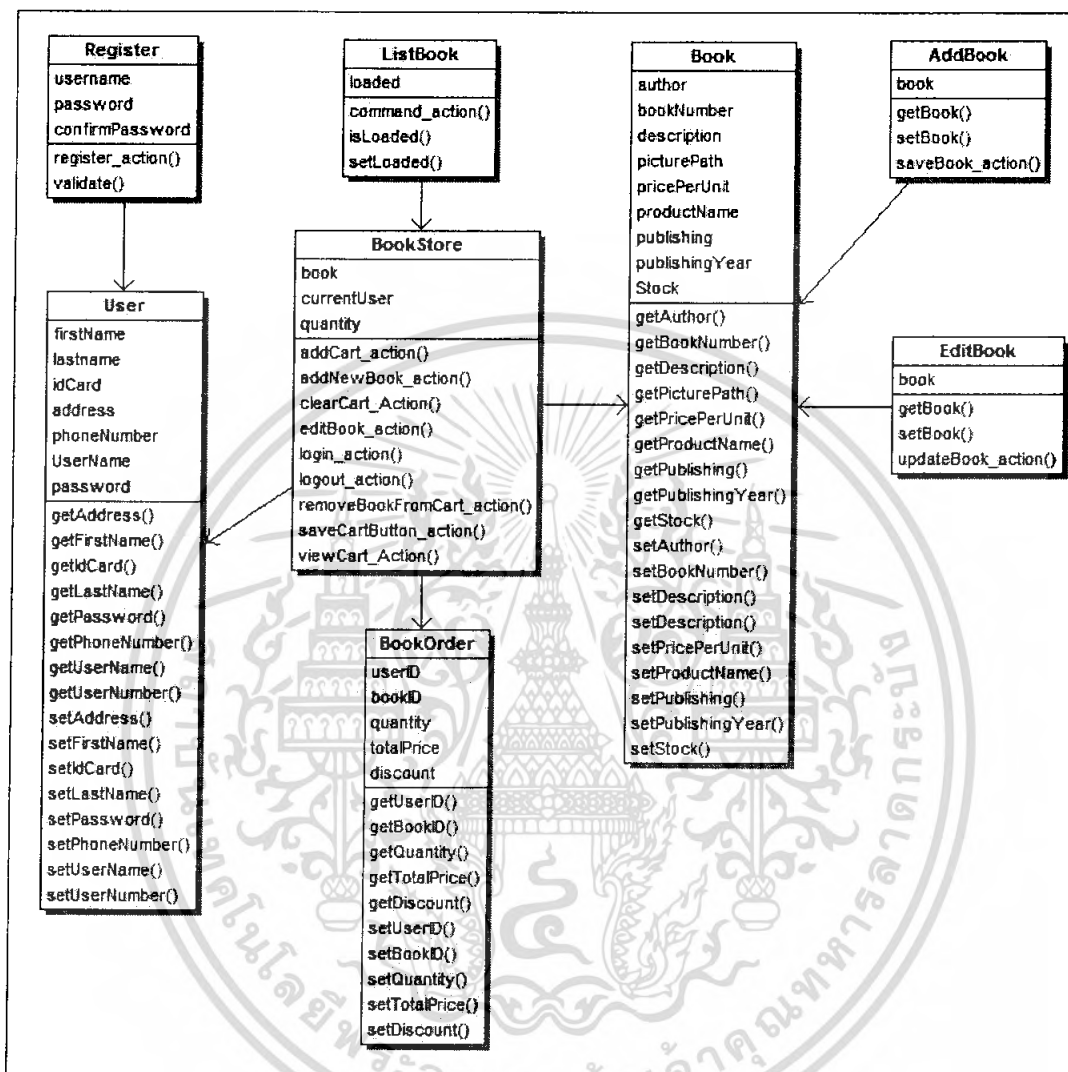 Register
username
password
confirmPassword
register_action()
validate()
ListBook
loaded
command_action()
isLoaded()
setLoaded()
Book
author
bookNumber
description
picturePath
pricePerUnit
productName
publishing
publishingYear
Stock
getAuthor()
getBookNumber()
getDescription()
getPicturePath()
getPricePerUnit()
getProductName()
getPublishing()
getPublishingYear()
getStock()
setAuthor()
setBookNumber()
setDescription()
setDescription()
setPricePerUnit()
setProductName()
setPublishing()
setPublishingYear()
setStock()
AddBook
book
getBook()
setBook()
saveBook_action()
BookStore
book
currentUser
quantity
addCart_action()
addNewBook_action()
clearCart_Action()
editBook_action()
login_action()
logout_action()
removeBookFromCart_action()
saveCartButton_action()
viewCart_Action()
User
firstName
lastname
idCard
address
phoneNumber
UserName
password
getAddress()
getFirstName()
getIdCard()
getLastName()
getPassword()
getPhoneNumber()
getUserName()
getUserNumber()
setAddress()
setFirstName()
setIdCard()
setLastName()
setPassword()
setPhoneNumber()
setUserName()
setUserNumber()
EditBook
book
getBook()
setBook()
updateBook_action()
BookOrder
userID
bookID
quantity
totalPrice
discount
getUserID()
getBookID()
getQuantity()
getTotalPrice()
getDiscount()
setUserID()
setBookID()
setQuantity()
setTotalPrice()
setDiscount()